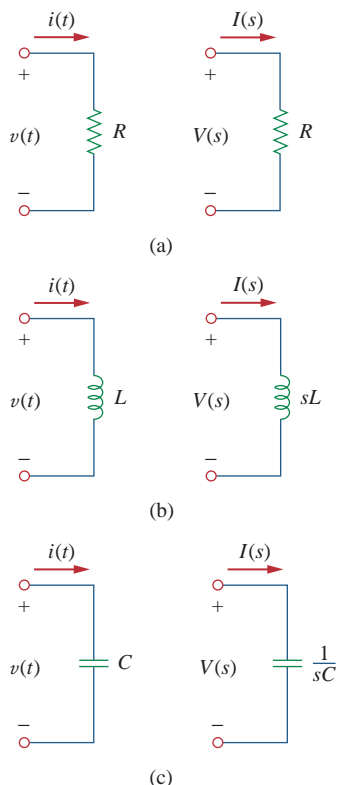 i(t) I(s)
+ +
v(t) R V(s) R
− −
(a)
i(t) I(s)
+ +
v(t) L V(s) sL
− −
(b)
i(t) I(s)
+ +
v(t) C V(s) 1/sC
− −
(c)